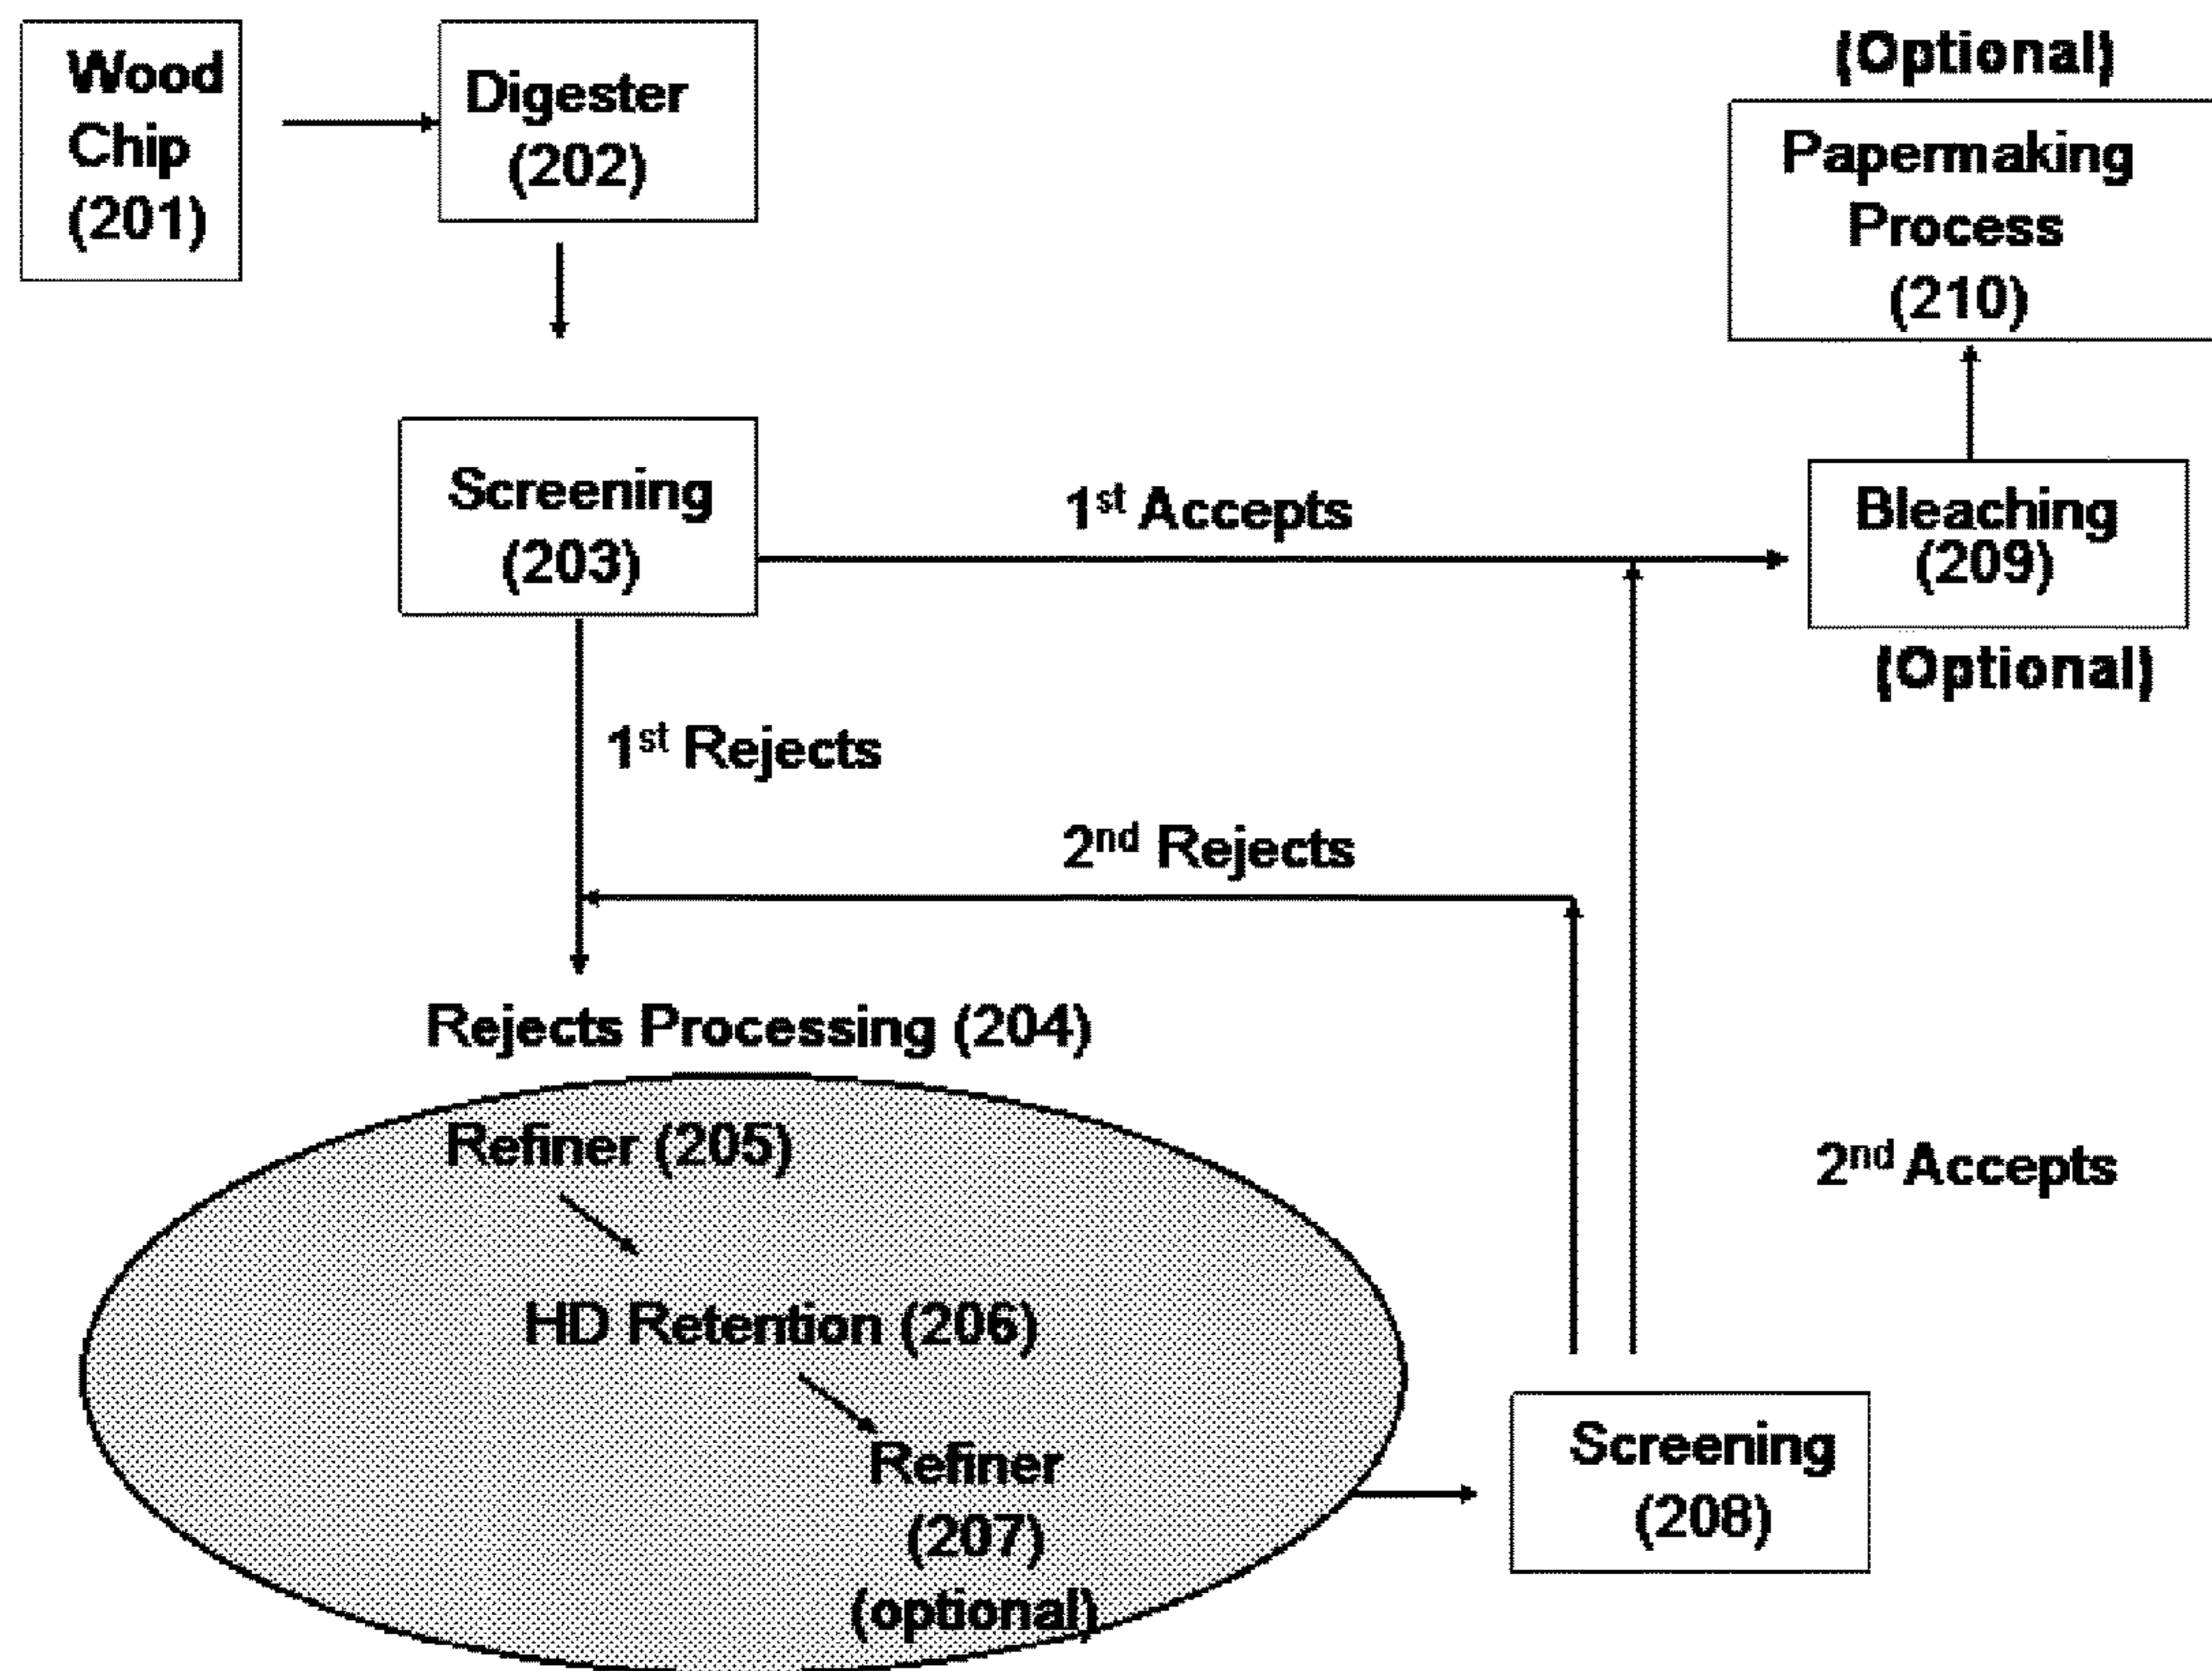 Wood
Chip
(201)
Digester
(202)
(Optional)
Papermaking
Process
(210)
Screening
(203)
1st Accepts
Bleaching
(209)
(Optional)
1st Rejects
2nd Rejects
Rejects Processing (204)
Refiner (205)
2nd Accepts
HD Retention (206)
Refiner
(207)
(optional)
Screening
(208)